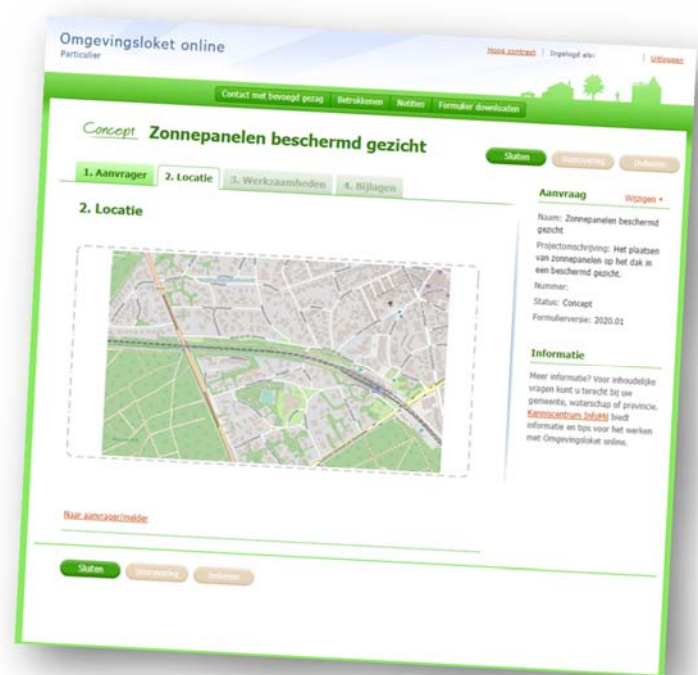 Omgevingsloket online
Particulier
Hoog contrast | Ingelogd als: | Uitloggen
Contact met bevoegd gezag Betrokkenen Notities Formulier downloaden
Concept Zonnepanelen beschermd gezicht
Sluiten Indienen
1. Aanvrager 2. Locatie 3. Werkzaamheden 4. Bijlagen
2. Locatie
Aanvraag Wijzigen
Naam: Zonnepanelen beschermd
gezicht
Projectomschrijving: Het plaatsen
van zonnepanelen op het dak in
een beschermd gezicht.
Nummer:
Status: Concept
Formulierversie: 2020.01
Informatie
Meer informatie? Voor inhoudelijke
vragen kunt u terecht bij uw
gemeente, waterschap of provincie.
Kenniscentrum InfoMil biedt
informatie en tips voor het werken
met Omgevingsloket online.
Naar aanvrager/melder
Sluiten Indienen